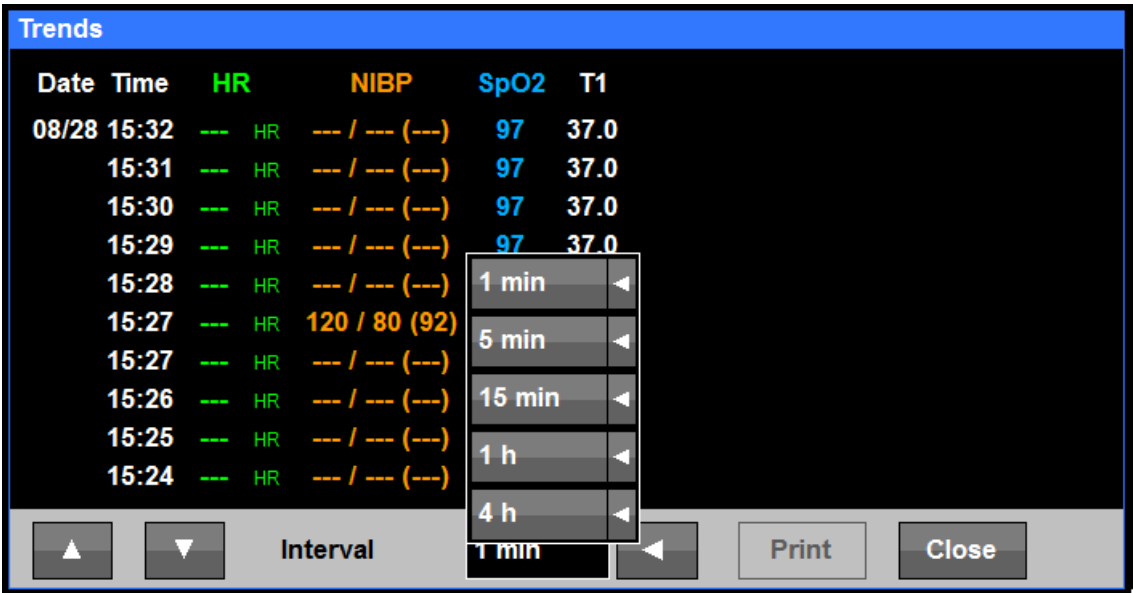 Trends
Date Time HR NIBP SpO2 T1
08/28 15:32 --- HR --- / --- (---) 97 37.0
15:31 --- HR --- / --- (---) 97 37.0
15:30 --- HR --- / --- (---) 97 37.0
15:29 --- HR --- / --- (---) 97 37.0
15:28 --- HR --- / --- (---)
15:27 --- HR 120 / 80 (92)
15:27 --- HR --- / --- (---)
15:26 --- HR --- / --- (---)
15:25 --- HR --- / --- (---)
15:24 --- HR --- / --- (---)
1 min
5 min
15 min
1 h
4 h
Interval 1 min Print Close